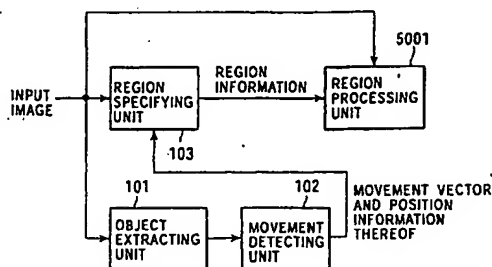 5001
INPUT
IMAGE
REGION
SPECIFYING
UNIT
REGION
INFORMATION
REGION
PROCESSING
UNIT
103
101
102
OBJECT
EXTRACTING
UNIT
MOVEMENT
DETECTING
UNIT
MOVEMENT VECTOR
AND POSITION
INFORMATION
THEREOF